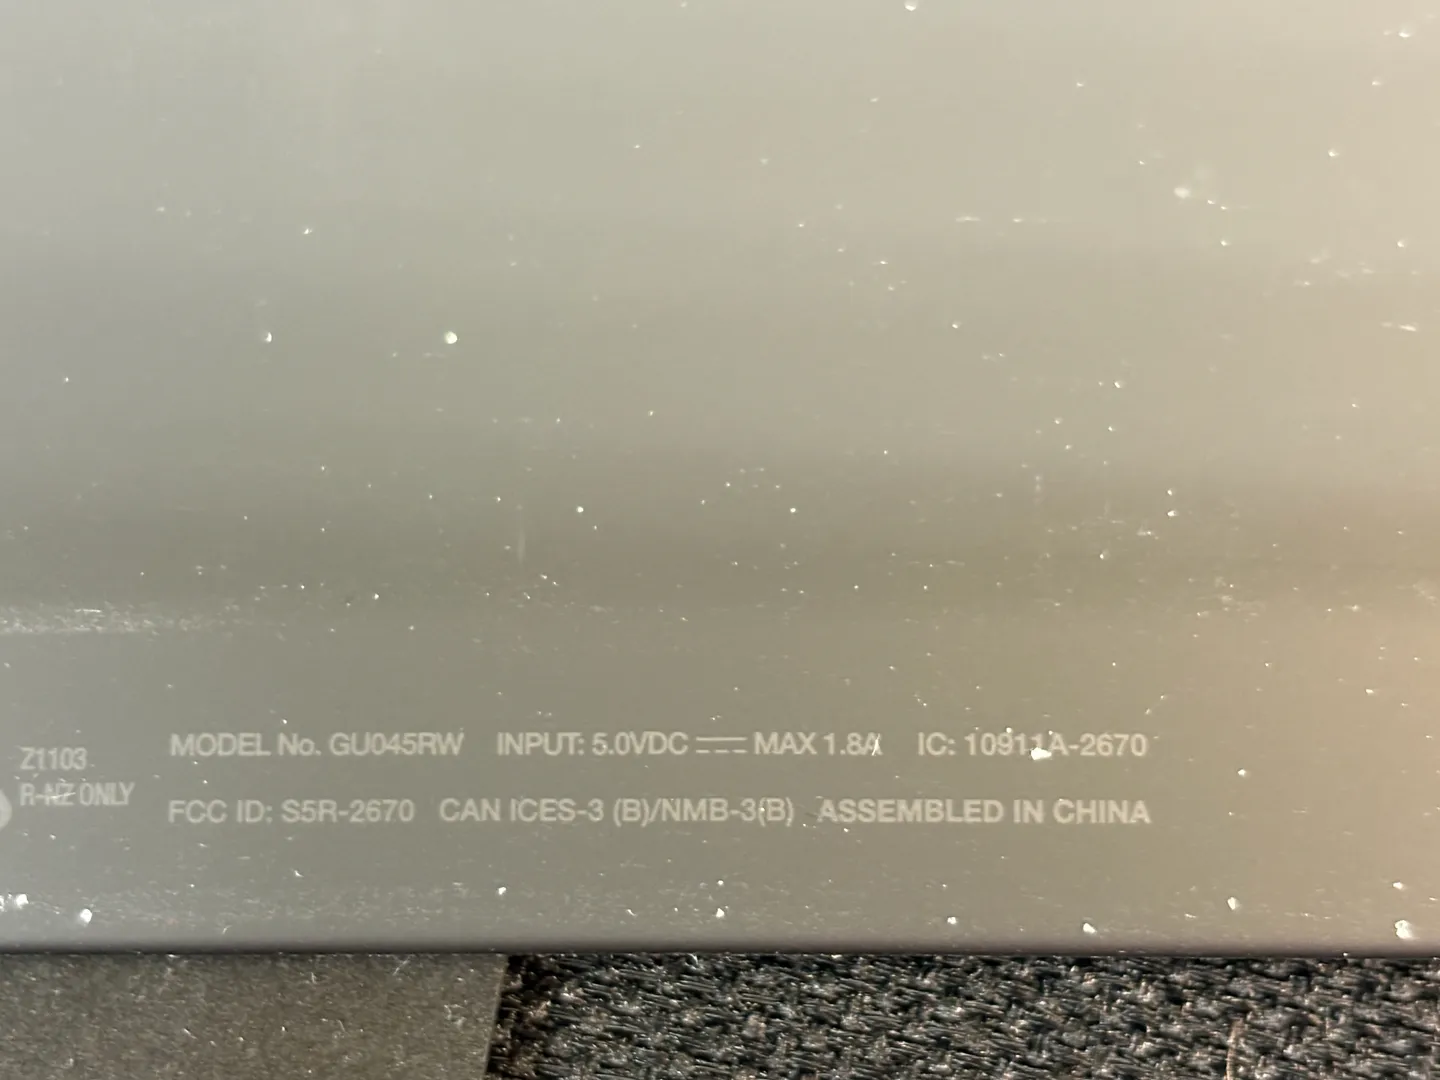 Z1103
R-NZ ONLY
MODEL No. GU045RW INPUT: 5.0VDC ⎓ MAX 1.8A IC: 10911A-2670
FCC ID: S5R-2670 CAN ICES-3 (B)/NMB-3(B) ASSEMBLED IN CHINA